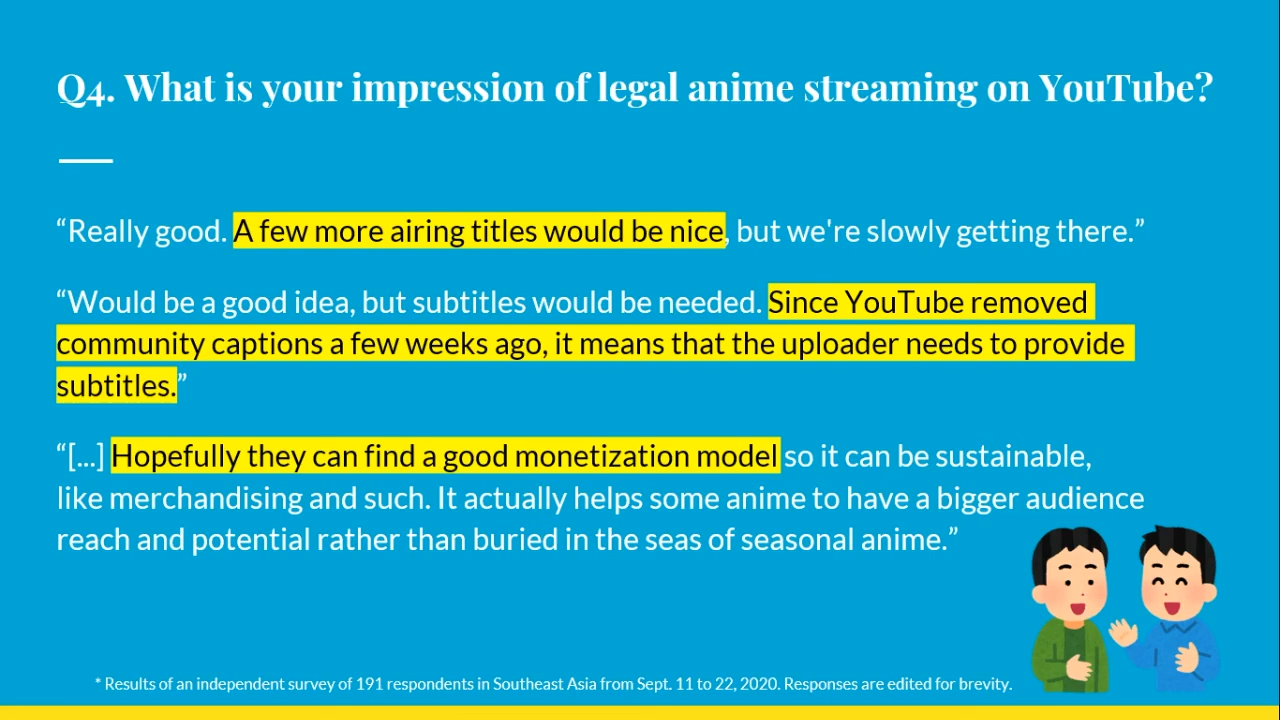 Q4. What is your impression of legal anime streaming on YouTube?
“Really good. A few more airing titles would be nice, but we're slowly getting there.”
“Would be a good idea, but subtitles would be needed. Since YouTube removed
community captions a few weeks ago, it means that the uploader needs to provide
subtitles.”
“[...] Hopefully they can find a good monetization model so it can be sustainable,
like merchandising and such. It actually helps some anime to have a bigger audience
reach and potential rather than buried in the seas of seasonal anime.”
* Results of an independent survey of 191 respondents in Southeast Asia from Sept. 11 to 22, 2020. Responses are edited for brevity.